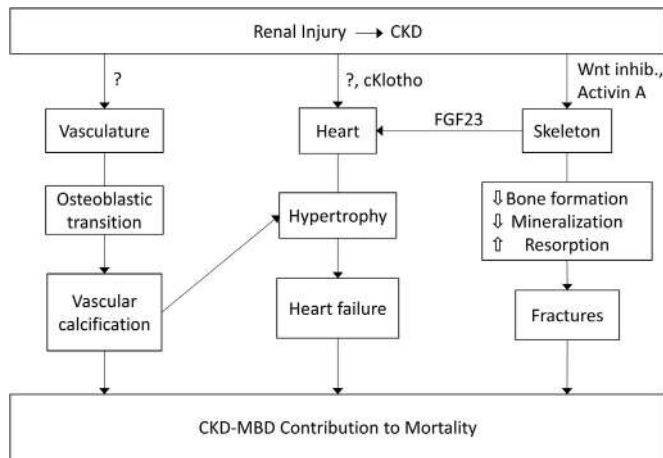 Renal Injury → CKD
?
?, cKlotho
Wnt inhib.,
Activin A
Vasculature
Heart
FGF23
Skeleton
Osteoblastic
transition
Hypertrophy
⇩ Bone formation
⇩ Mineralization
⇧ Resorption
Vascular
calcification
Heart failure
Fractures
CKD-MBD Contribution to Mortality